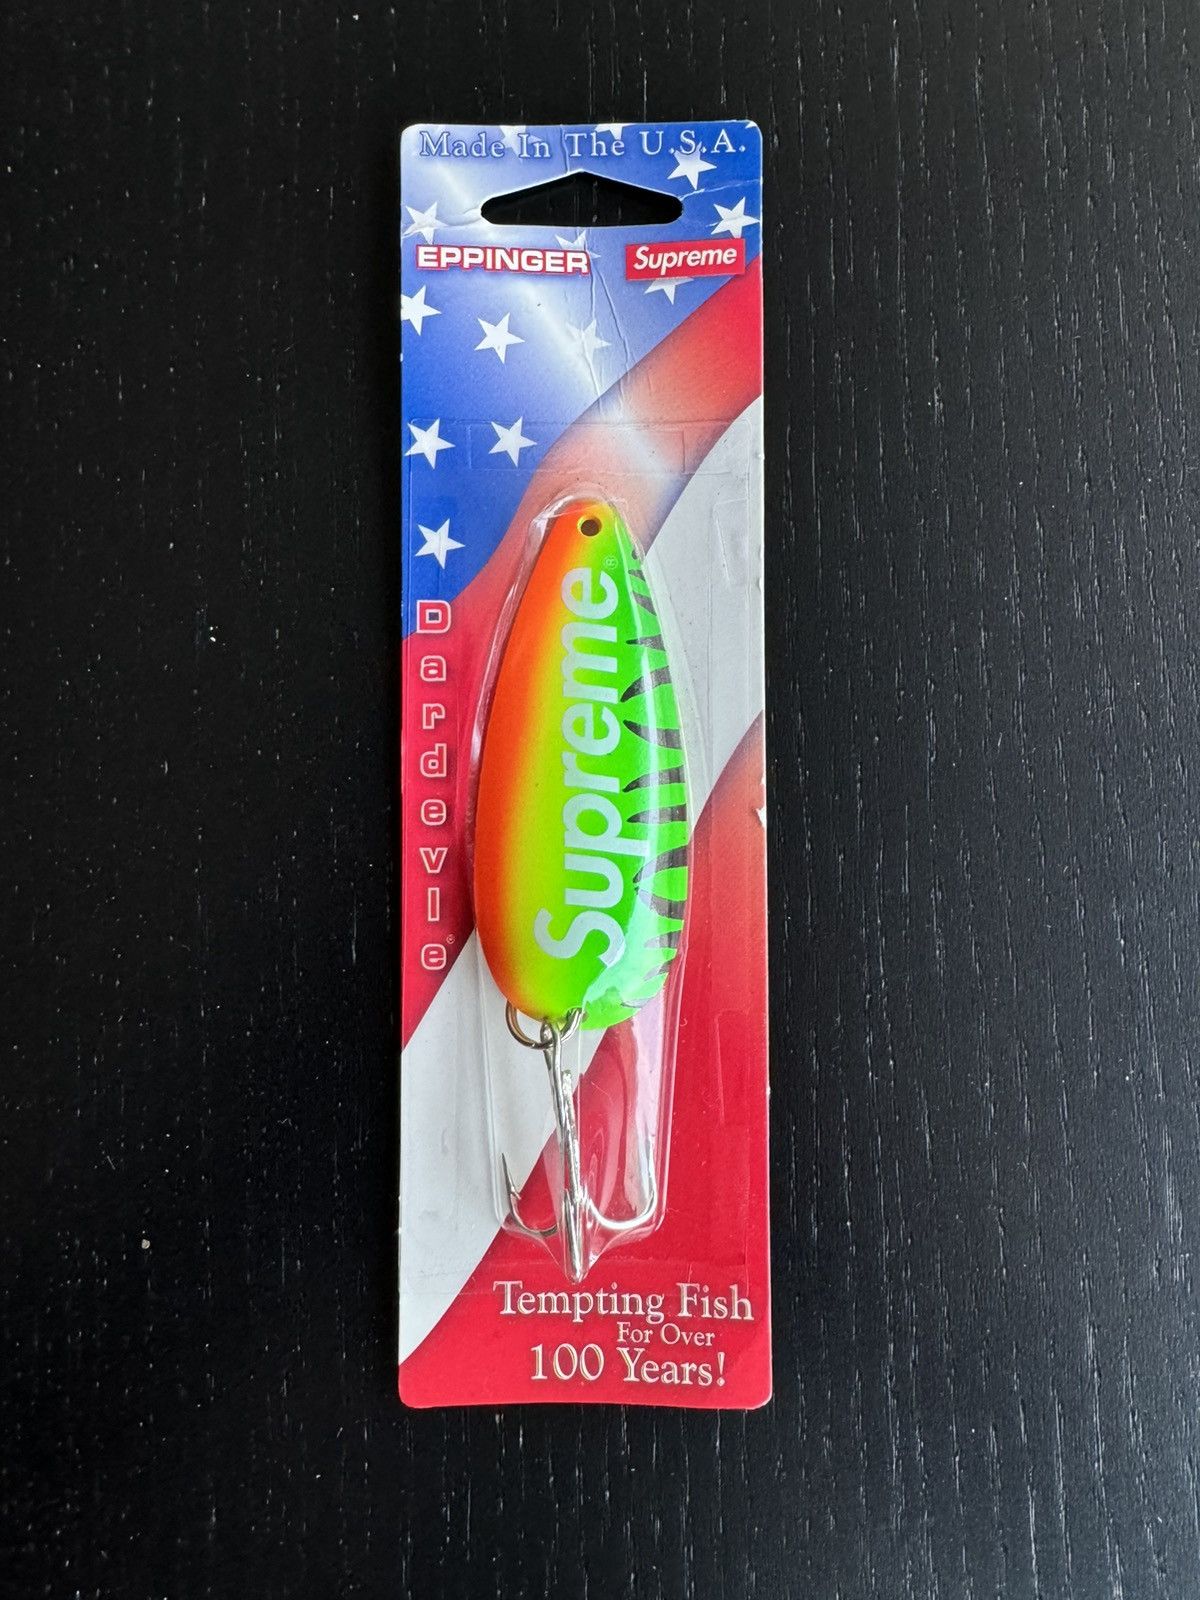 Made In The U.S.A.
EPPINGER
Supreme
Dardevle®
Supreme®
Tempting Fish
For Over
100 Years!